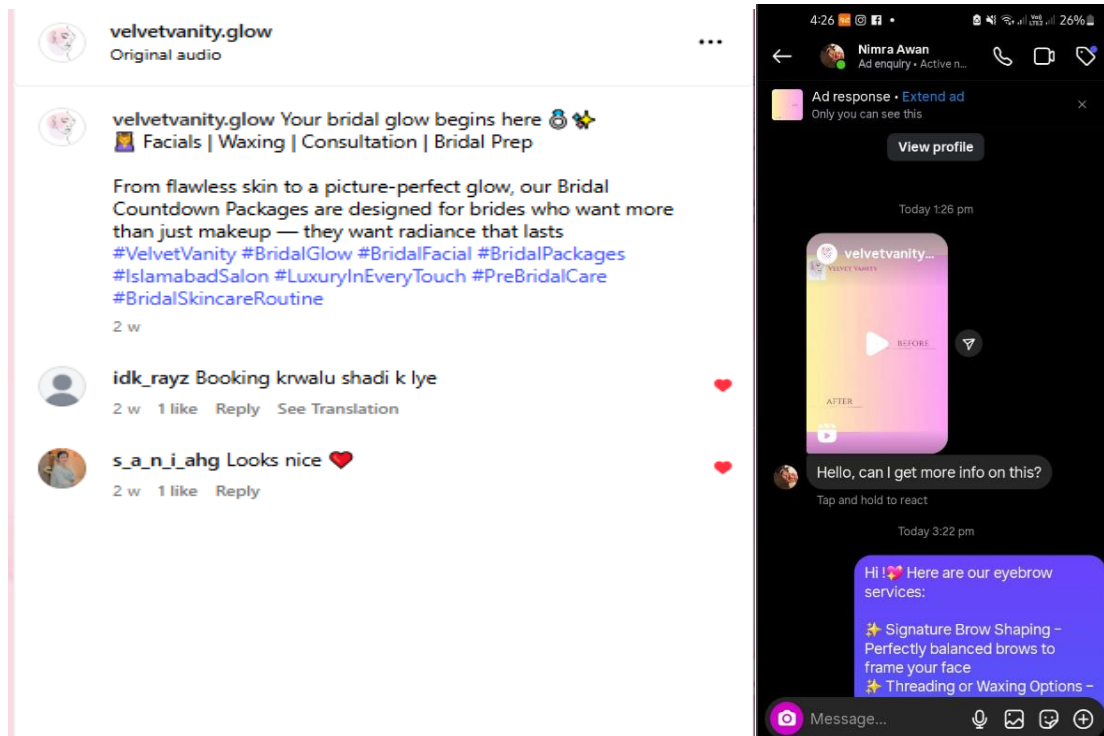 velvetvanity.glow
Original audio
velvetvanity.glow Your bridal glow begins here 💍✨
💆‍♀️ Facials | Waxing | Consultation | Bridal Prep
From flawless skin to a picture-perfect glow, our Bridal
Countdown Packages are designed for brides who want more
than just makeup — they want radiance that lasts
#VelvetVanity #BridalGlow #BridalFacial #BridalPackages
#IslamabadSalon #LuxuryInEveryTouch #PreBridalCare
#BridalSkincareRoutine
2 w
idk_rayz Booking krwalu shadi k lye
2 w 1 like Reply See Translation
s_a_n_i_ahg Looks nice ❤️
2 w 1 like Reply
4:26 26%
Nimra Awan
Ad enquiry • Active n...
Ad response • Extend ad
Only you can see this
View profile
Today 1:26 pm
velvetvanity...
VELVET VANITY
BEFORE
AFTER
Hello, can I get more info on this?
Tap and hold to react
Today 3:22 pm
Hi !💖 Here are our eyebrow
services:
✨ Signature Brow Shaping –
Perfectly balanced brows to
frame your face
✨ Threading or Waxing Options –
Message...